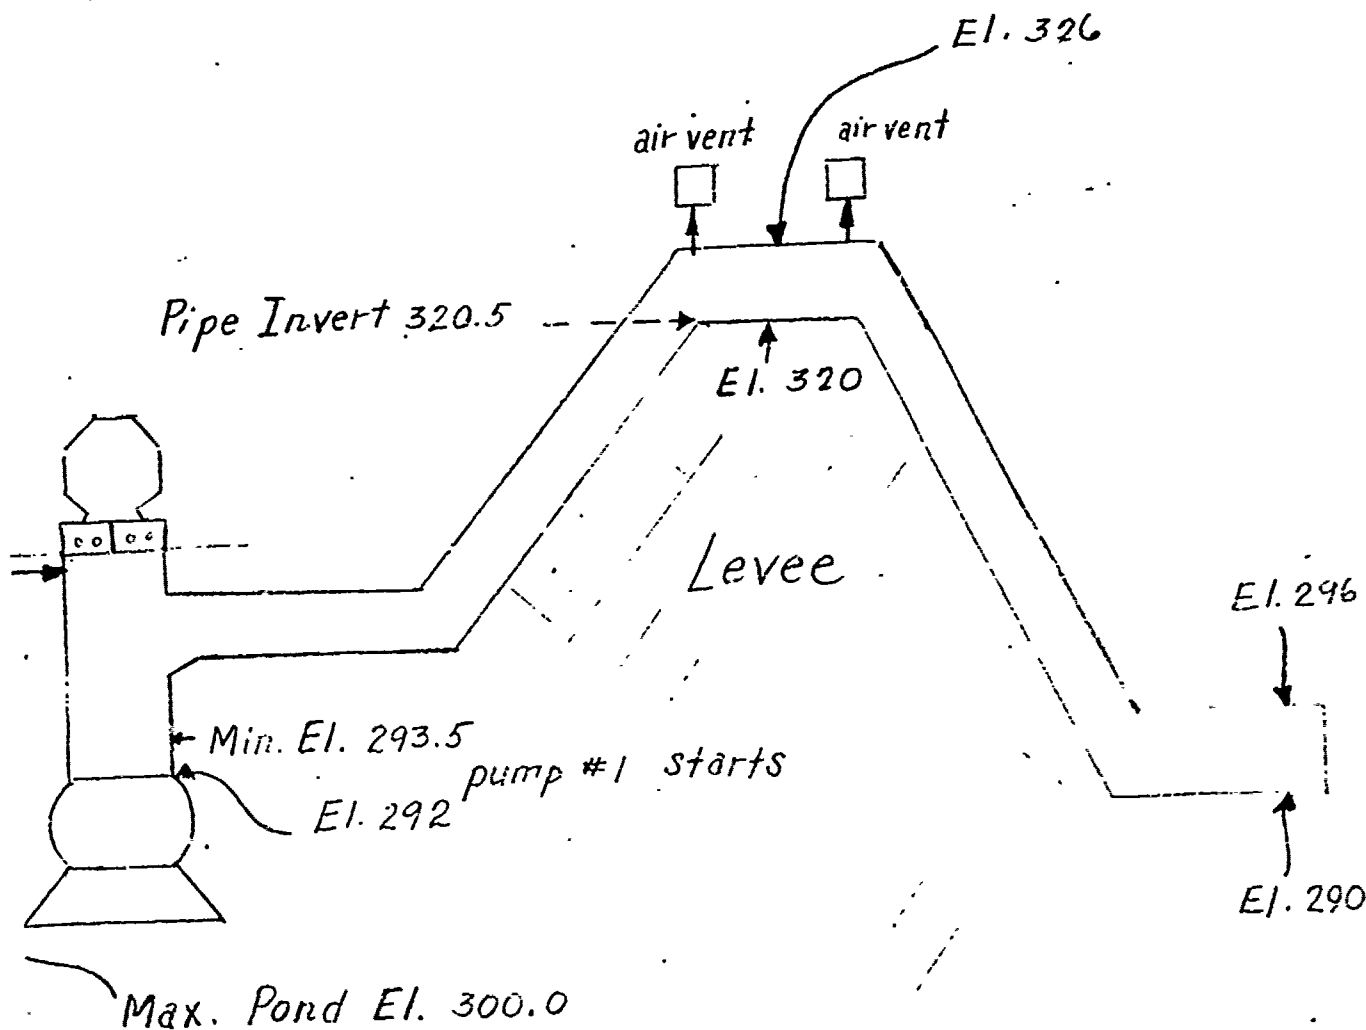 El. 326
air vent
air vent
Pipe Invert 320.5
El. 320
Levee
El. 296
Min. El. 293.5
pump #1 starts
El. 292
El. 290
Max. Pond El. 300.0